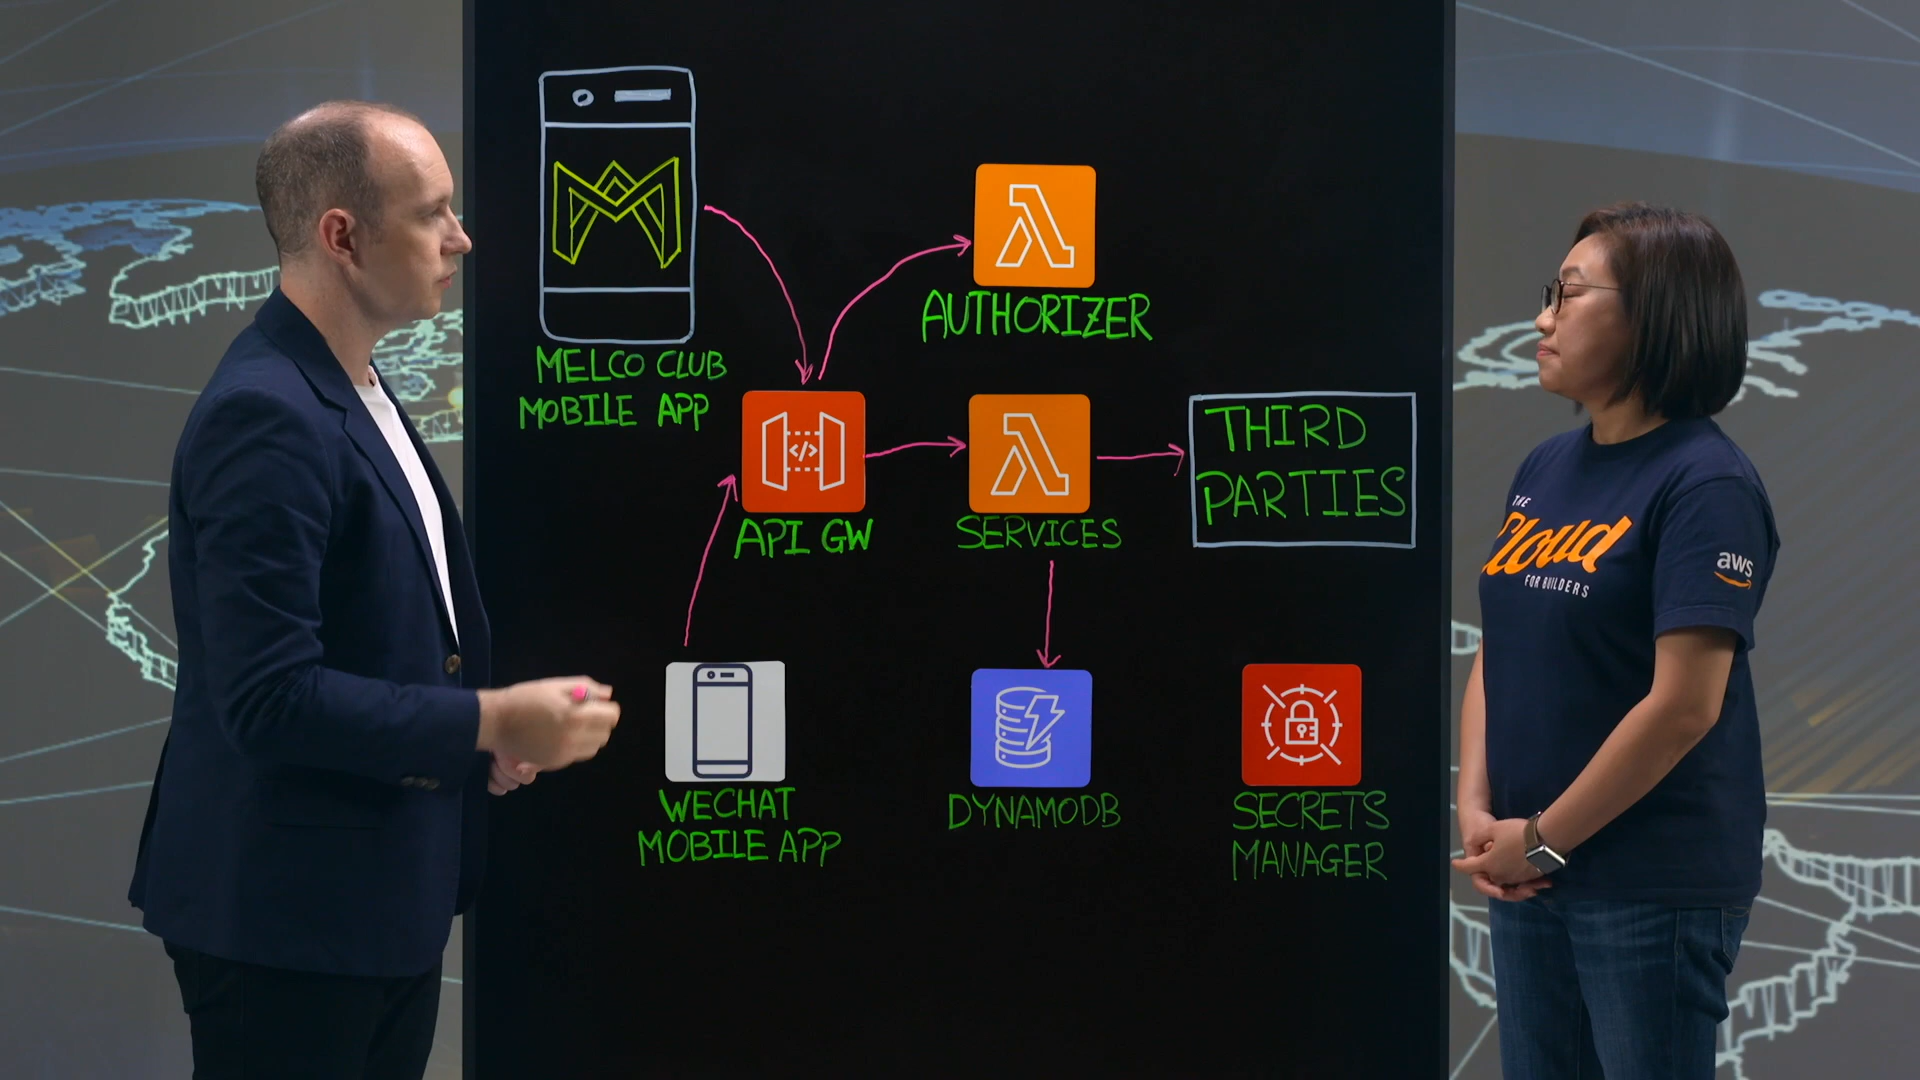 MELCO CLUB
MOBILE APP
AUTHORIZER
API GW
SERVICES
THIRD
PARTIES
WECHAT
MOBILE APP
DYNAMODB
SECRETS
MANAGER
THE
Cloud
FOR BUILDERS
aws